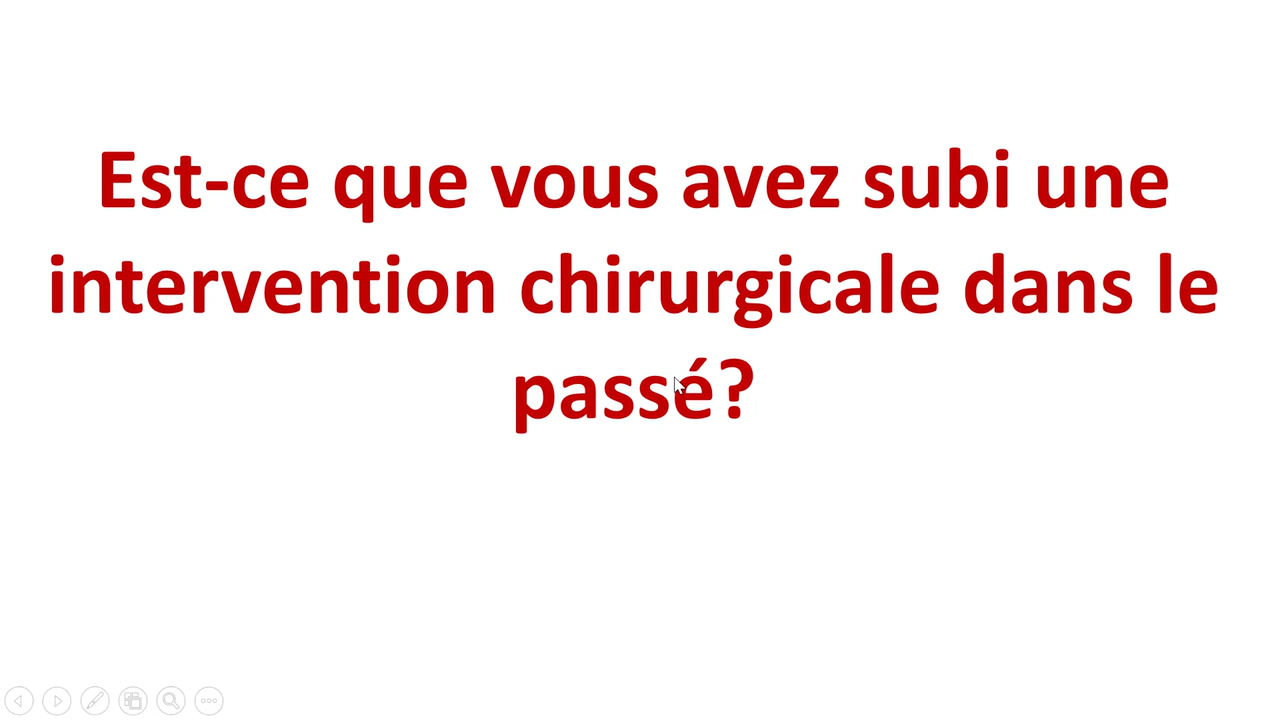 Est-ce que vous avez subi une
intervention chirurgicale dans le
passé?